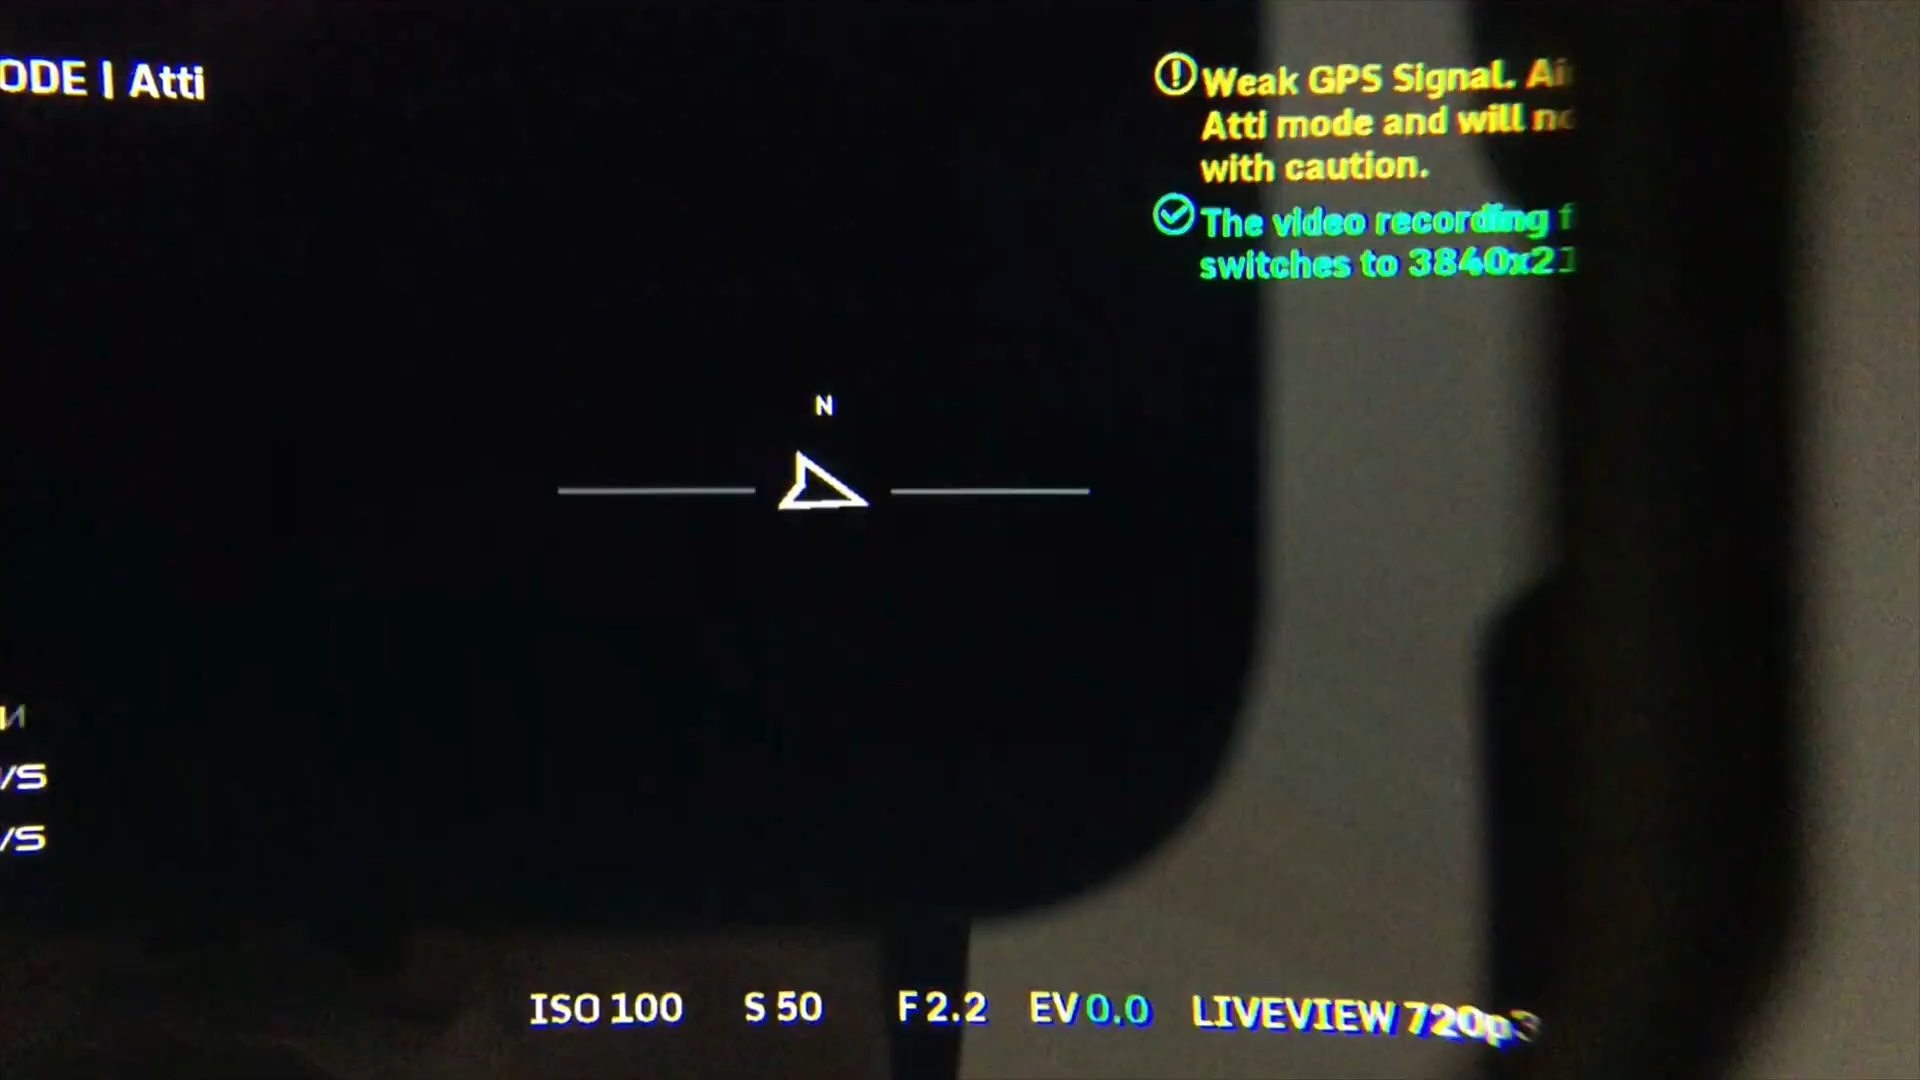 ODE | Atti
Weak GPS Signal.
Atti mode and will
with caution.
The video recording
switches to
N
/S
/S
ISO 100 S 50 F 2.2 EV 0.0 LIVEVIEW 720p